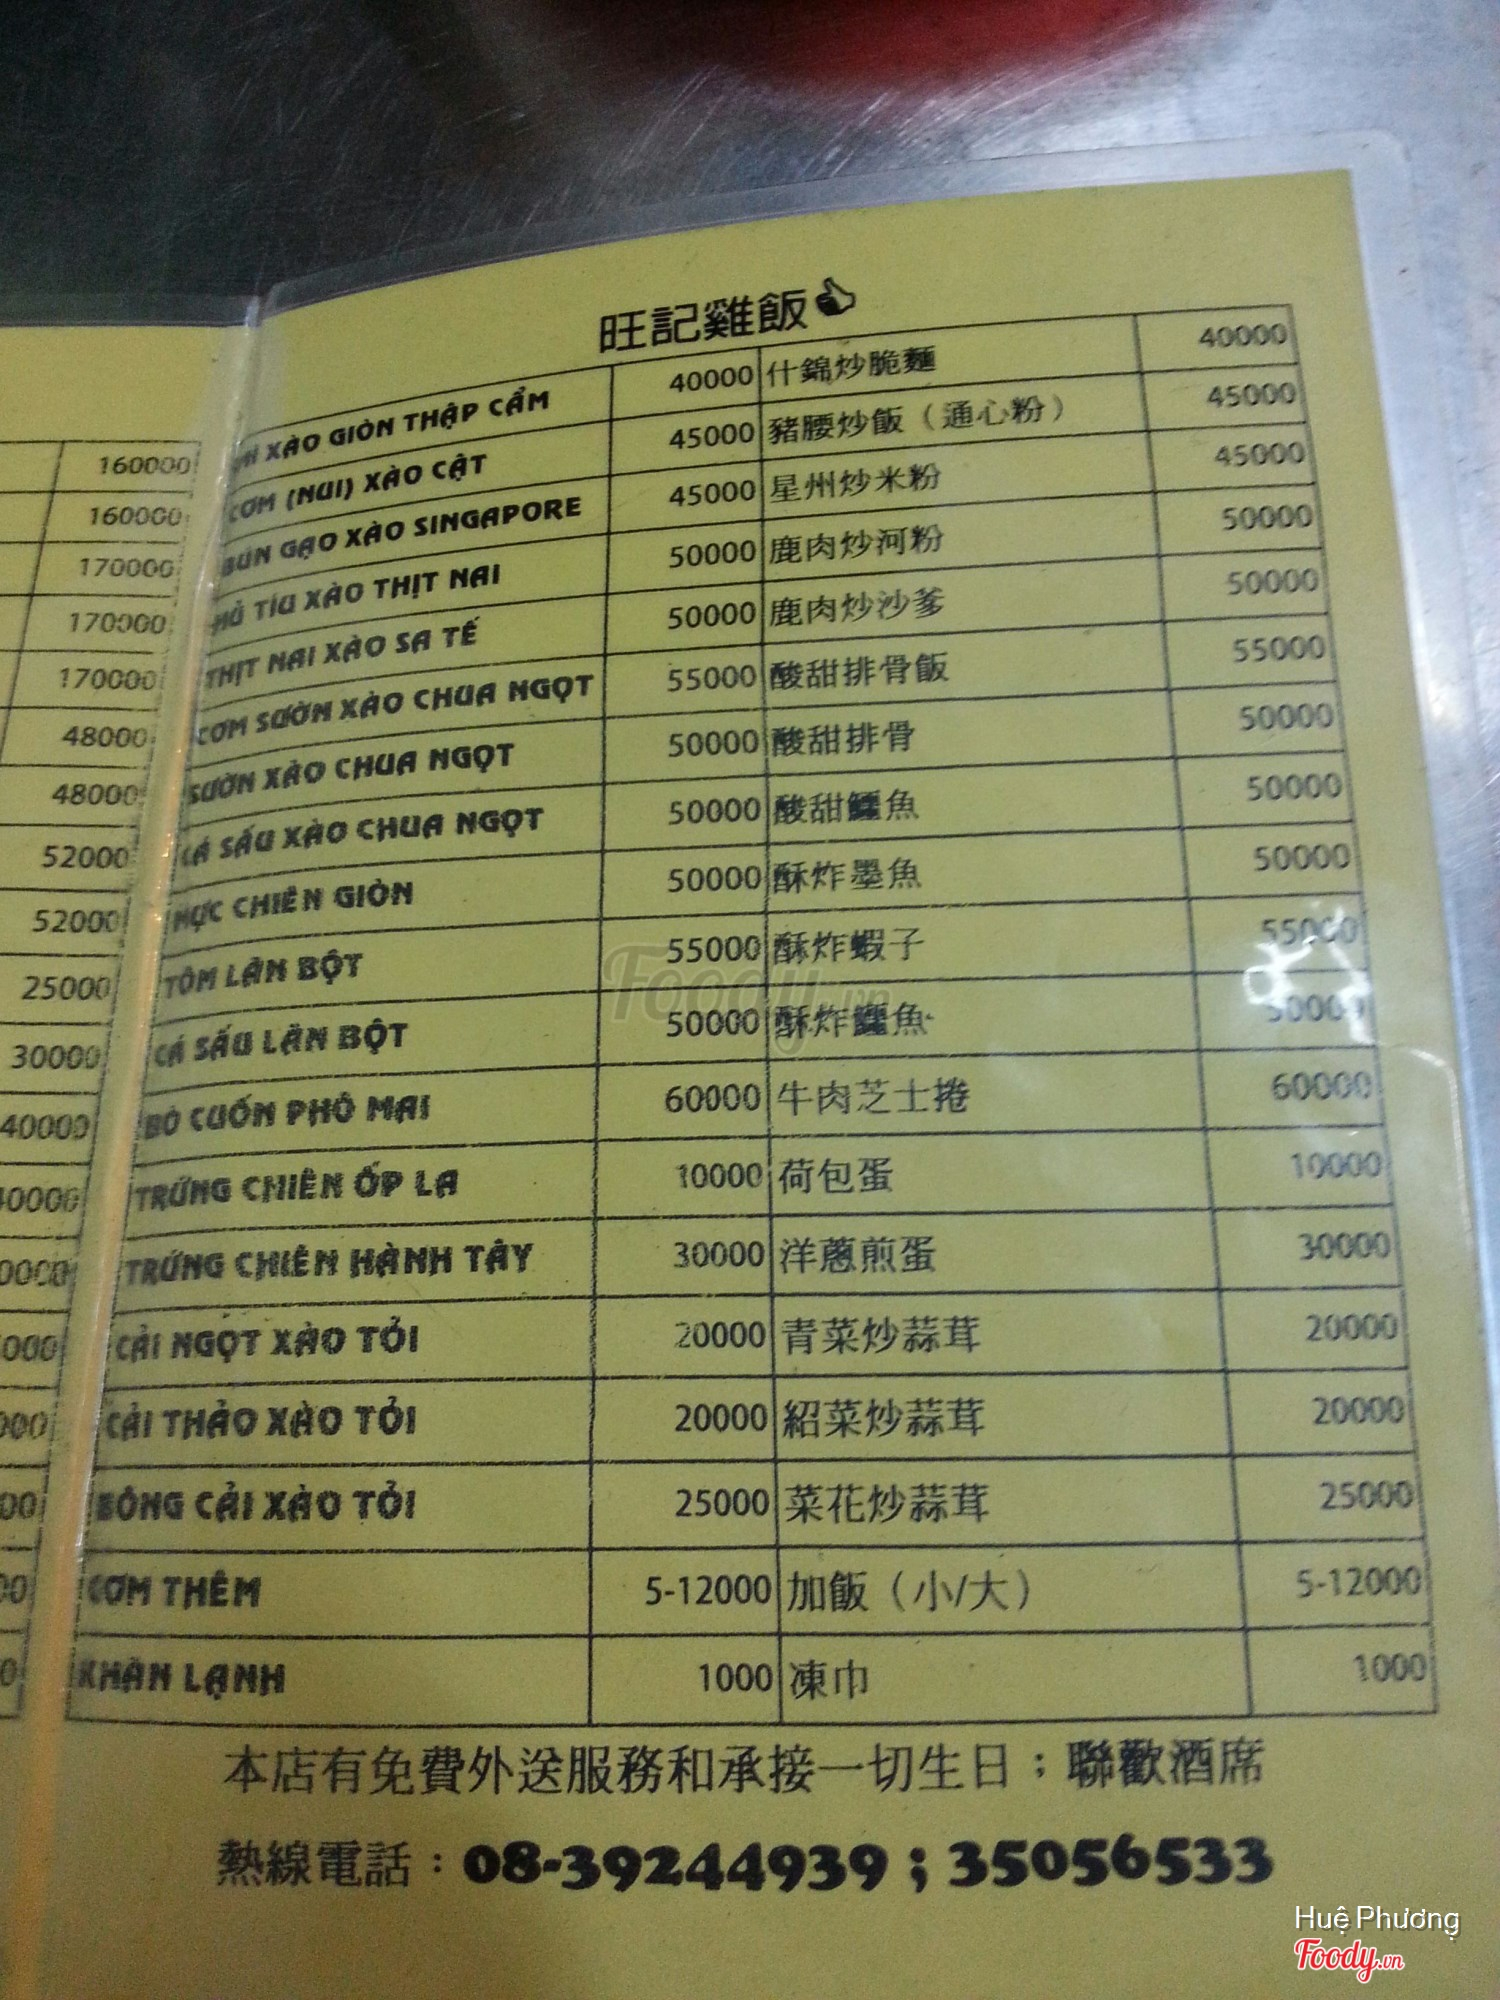 旺記雞飯
160000
160000
170000
170000
170000
48000
48000
52000
52000
25000
30000
40000
XÀO GIÒN THẬP CẨM 40000 什錦炒脆麵 40000
CƠM (NUI) XÀO CẬT 45000 豬腰炒飯（通心粉） 45000
BÚN GẠO XÀO SINGAPORE 45000 星州炒米粉 45000
HỦ TÍU XÀO THỊT NAI 50000 鹿肉炒河粉 50000
THỊT NAI XÀO SA TẾ 50000 鹿肉炒沙爹 50000
CƠM SƯỜN XÀO CHUA NGỌT 55000 酸甜排骨飯 55000
SƯỜN XÀO CHUA NGỌT 50000 酸甜排骨 50000
CÁ SẤU XÀO CHUA NGỌT 50000 酸甜鱷魚 50000
MỰC CHIÊN GIÒN 50000 酥炸墨魚 50000
TÔM LĂN BỘT 55000 酥炸蝦子 55000
CÁ SẤU LĂN BỘT 50000 酥炸鱷魚 50000
BÒ CUỐN PHÔ MAI 60000 牛肉芝士捲 60000
TRỨNG CHIÊN ỐP LA 10000 荷包蛋 10000
TRỨNG CHIÊN HÀNH TÂY 30000 洋蔥煎蛋 30000
CẢI NGỌT XÀO TỎI 20000 青菜炒蒜茸 20000
CẢI THẢO XÀO TỎI 20000 紹菜炒蒜茸 20000
BÔNG CẢI XÀO TỎI 25000 菜花炒蒜茸 25000
CƠM THÊM 5-12000 加飯（小/大） 5-12000
KHĂN LẠNH 1000 凍巾 1000
本店有免費外送服務和承接一切生日；聯歡酒席
熱線電話：08-39244939 ; 35056533
Foody.vn
Huệ Phương
Foody.vn